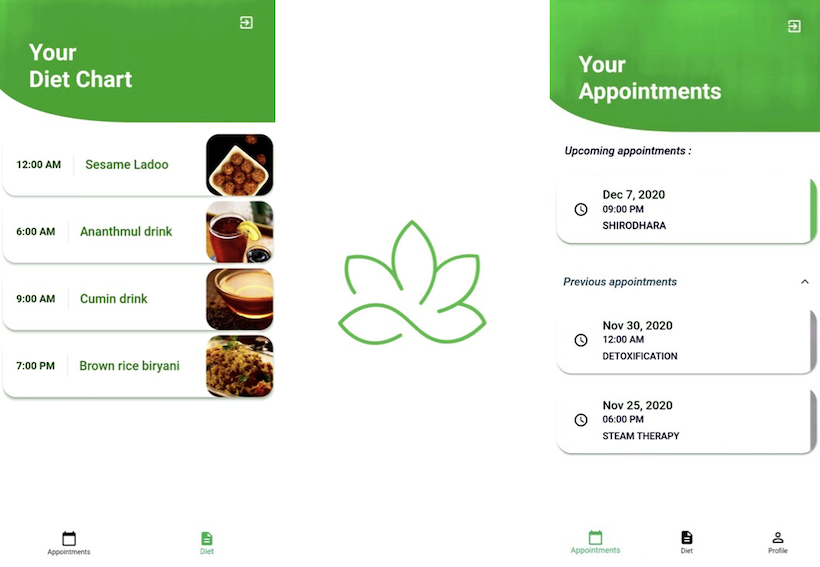 Your
Diet Chart
12:00 AM Sesame Ladoo
6:00 AM Ananthmul drink
9:00 AM Cumin drink
7:00 PM Brown rice biryani
Appointments Diet
Your
Appointments
Upcoming appointments :
Dec 7, 2020
09:00 PM
SHIRODHARA
Previous appointments
Nov 30, 2020
12:00 AM
DETOXIFICATION
Nov 25, 2020
06:00 PM
STEAM THERAPY
Appointments Diet Profile